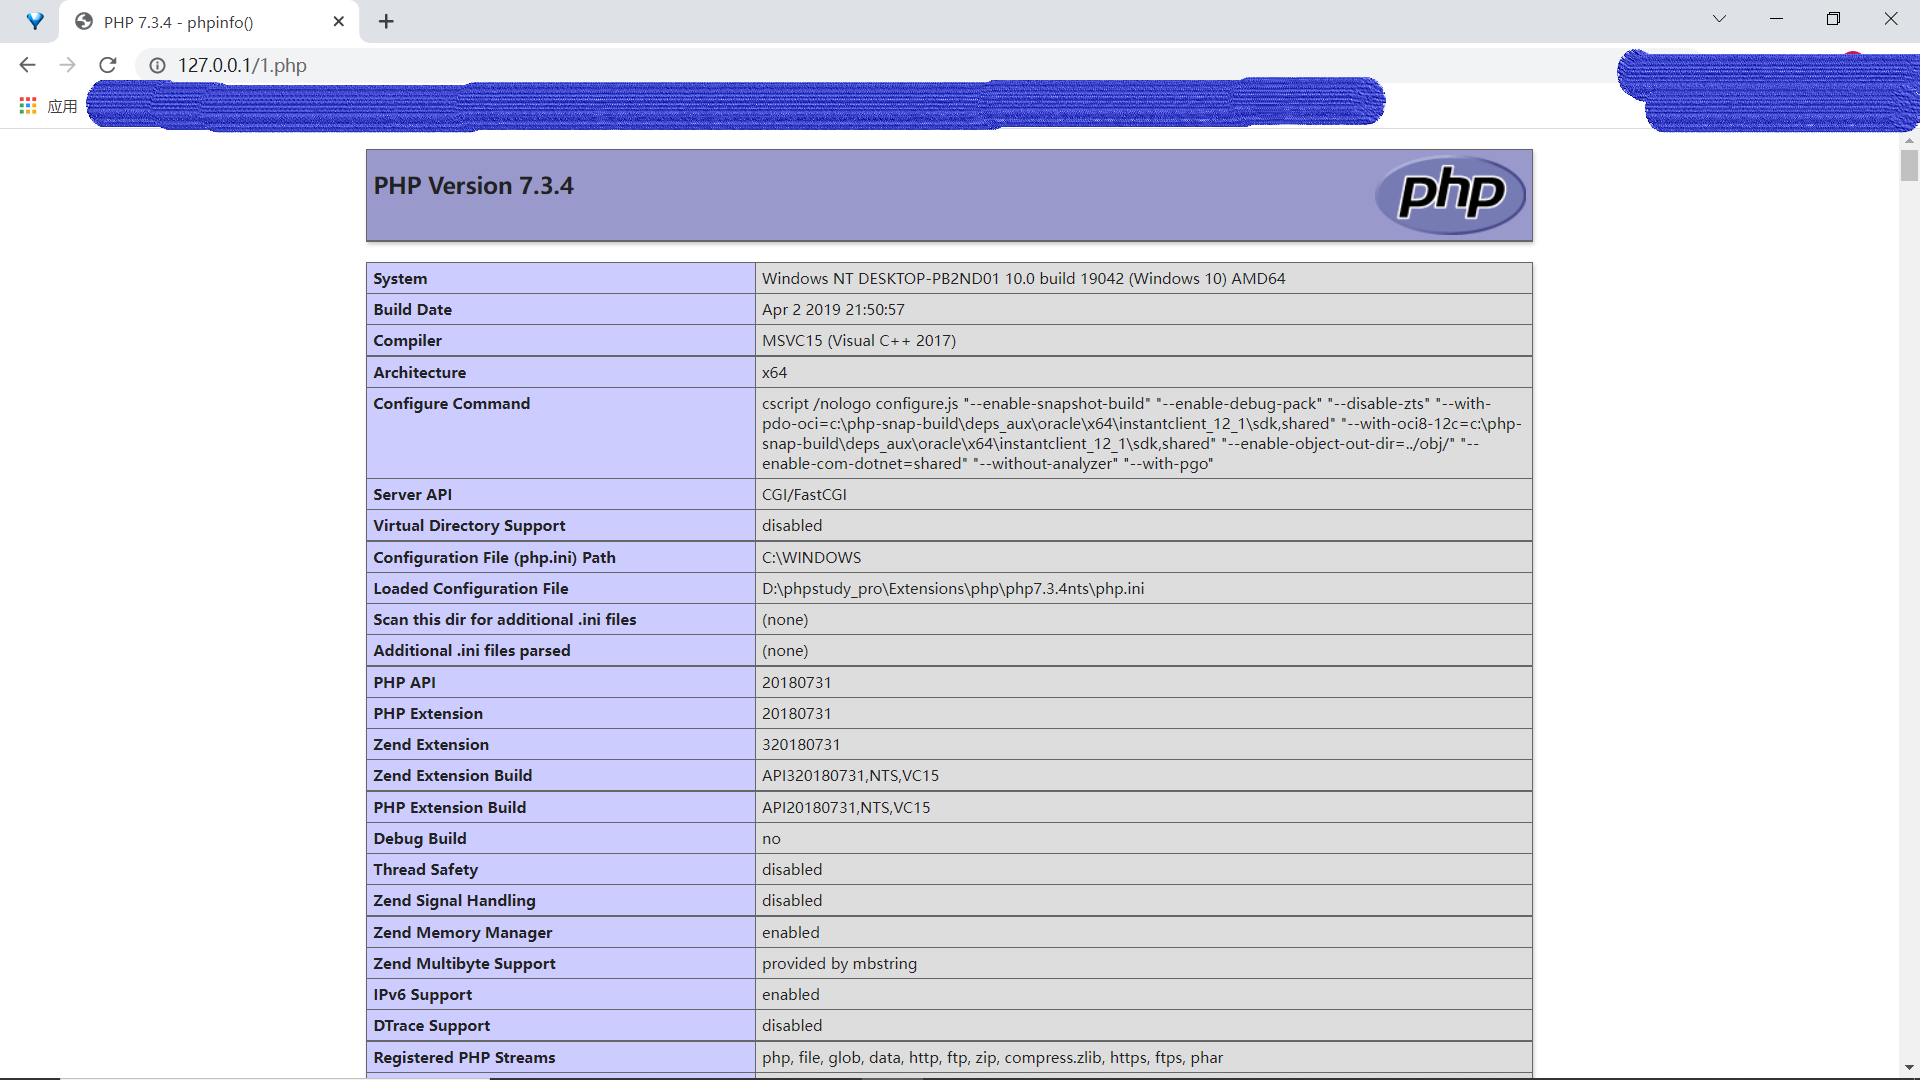 PHP 7.3.4 - phpinfo()
127.0.0.1/1.php
应用
PHP Version 7.3.4
php
System Windows NT DESKTOP-PB2ND01 10.0 build 19042 (Windows 10) AMD64
Build Date Apr 2 2019 21:50:57
Compiler MSVC15 (Visual C++ 2017)
Architecture x64
Configure Command cscript /nologo configure.js "--enable-snapshot-build" "--enable-debug-pack" "--disable-zts" "--with-
pdo-oci=c:\php-snap-build\deps_aux\oracle\x64\instantclient_12_1\sdk,shared" "--with-oci8-12c=c:\php-
snap-build\deps_aux\oracle\x64\instantclient_12_1\sdk,shared" "--enable-object-out-dir=../obj/" "--
enable-com-dotnet=shared" "--without-analyzer" "--with-pgo"
Server API CGI/FastCGI
Virtual Directory Support disabled
Configuration File (php.ini) Path C:\WINDOWS
Loaded Configuration File D:\phpstudy_pro\Extensions\php\php7.3.4nts\php.ini
Scan this dir for additional .ini files (none)
Additional .ini files parsed (none)
PHP API 20180731
PHP Extension 20180731
Zend Extension 320180731
Zend Extension Build API320180731,NTS,VC15
PHP Extension Build API20180731,NTS,VC15
Debug Build no
Thread Safety disabled
Zend Signal Handling disabled
Zend Memory Manager enabled
Zend Multibyte Support provided by mbstring
IPv6 Support enabled
DTrace Support disabled
Registered PHP Streams php, file, glob, data, http, ftp, zip, compress.zlib, https, ftps, phar